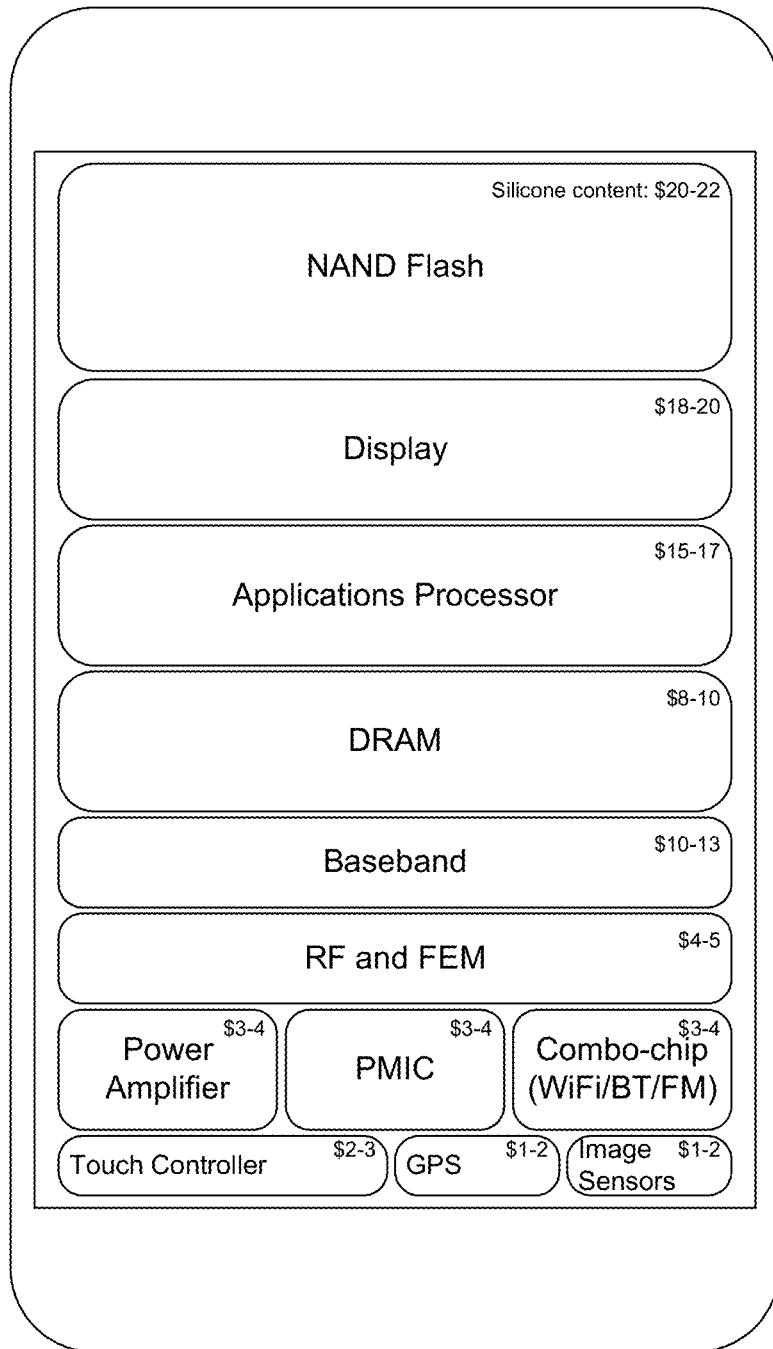 Silicone content: $20-22
NAND Flash
$18-20
Display
$15-17
Applications Processor
$8-10
DRAM
$10-13
Baseband
$4-5
RF and FEM
$3-4
Power
Amplifier
$3-4
PMIC
$3-4
Combo-chip
(WiFi/BT/FM)
Touch Controller
$2-3
GPS
$1-2
Image
$1-2
Sensors